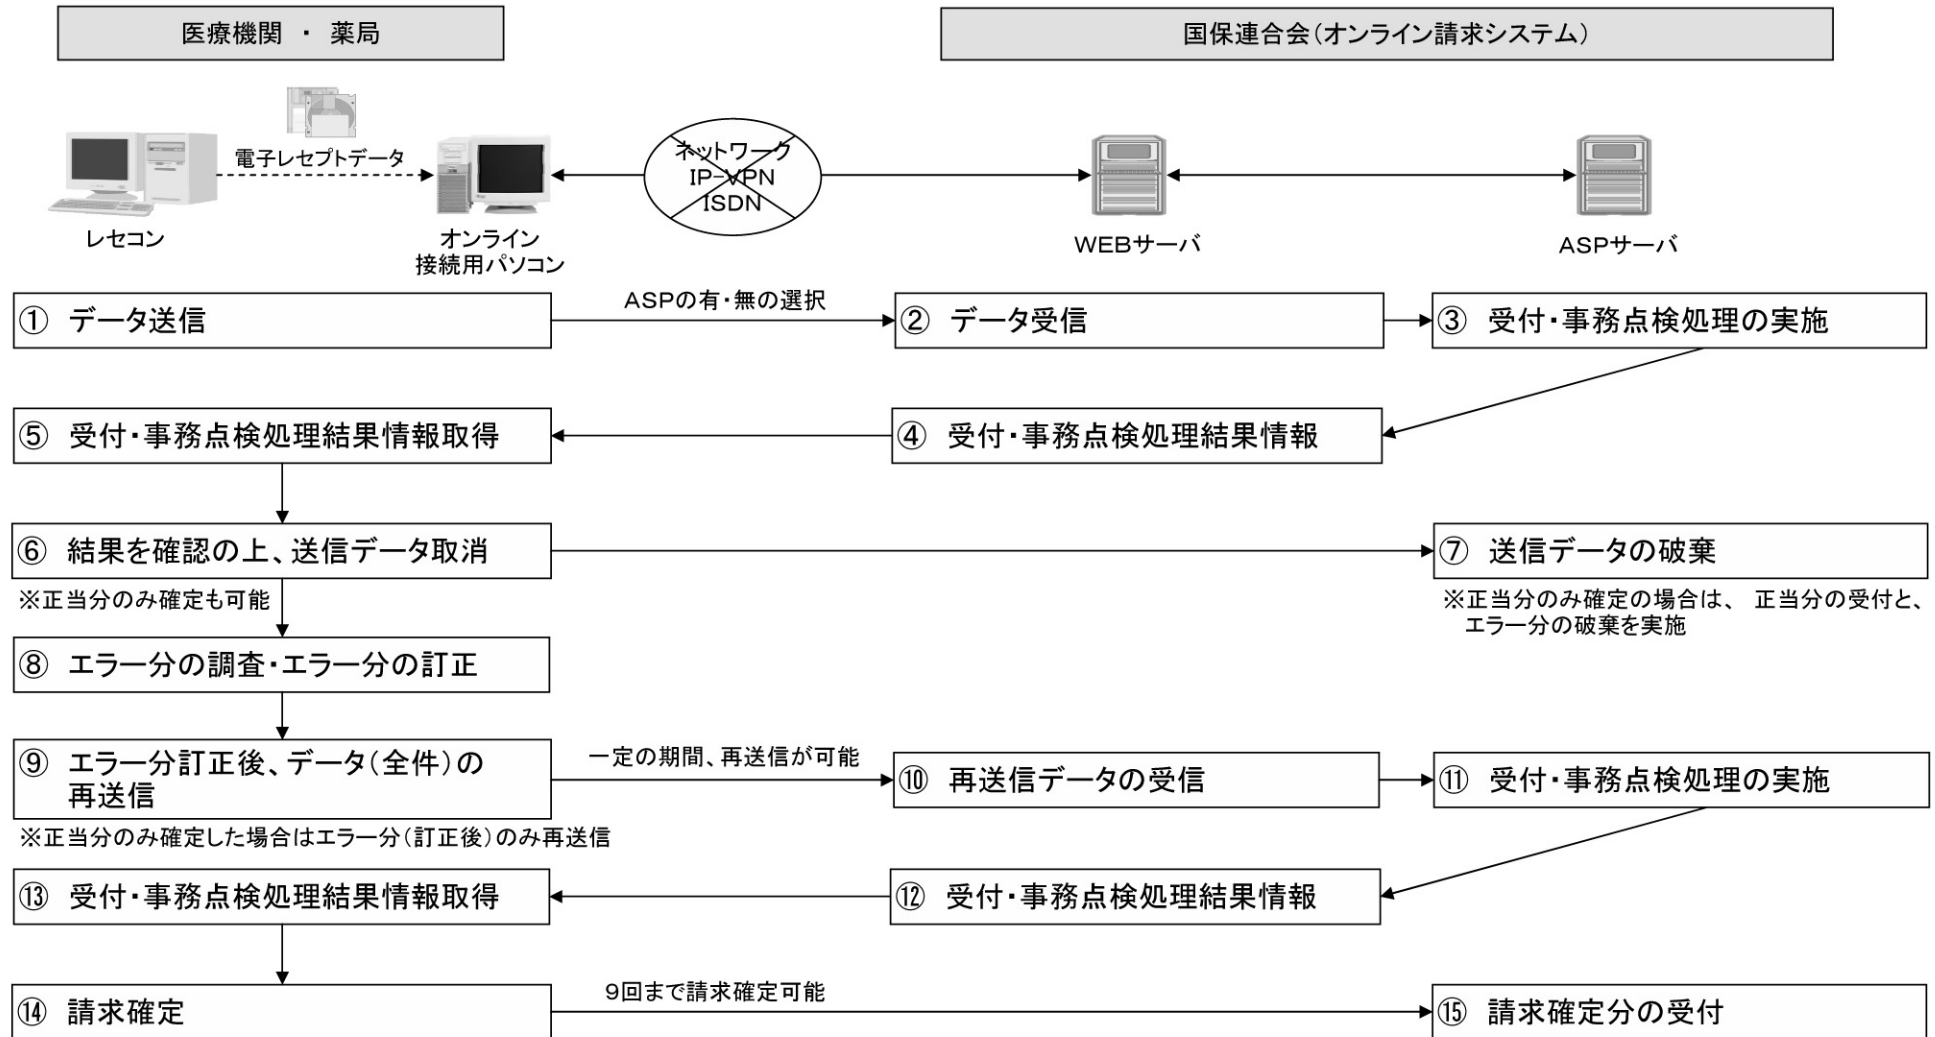 医療機関 ・ 薬局
国保連合会(オンライン請求システム)
電子レセプトデータ
ネットワーク
IP-VPN
ISDN
レセコン
オンライン
接続用パソコン
WEBサーバ
ASPサーバ
① データ送信
ASPの有・無の選択
② データ受信
③ 受付・事務点検処理の実施
⑤ 受付・事務点検処理結果情報取得
④ 受付・事務点検処理結果情報
⑥ 結果を確認の上、送信データ取消
⑦ 送信データの破棄
※正当分のみ確定も可能
※正当分のみ確定の場合は、 正当分の受付と、
エラー分の破棄を実施
⑧ エラー分の調査・エラー分の訂正
⑨ エラー分訂正後、データ(全件)の
再送信
一定の期間、再送信が可能
⑩ 再送信データの受信
⑪ 受付・事務点検処理の実施
※正当分のみ確定した場合はエラー分(訂正後)のみ再送信
⑬ 受付・事務点検処理結果情報取得
⑫ 受付・事務点検処理結果情報
⑭ 請求確定
9回まで請求確定可能
⑮ 請求確定分の受付